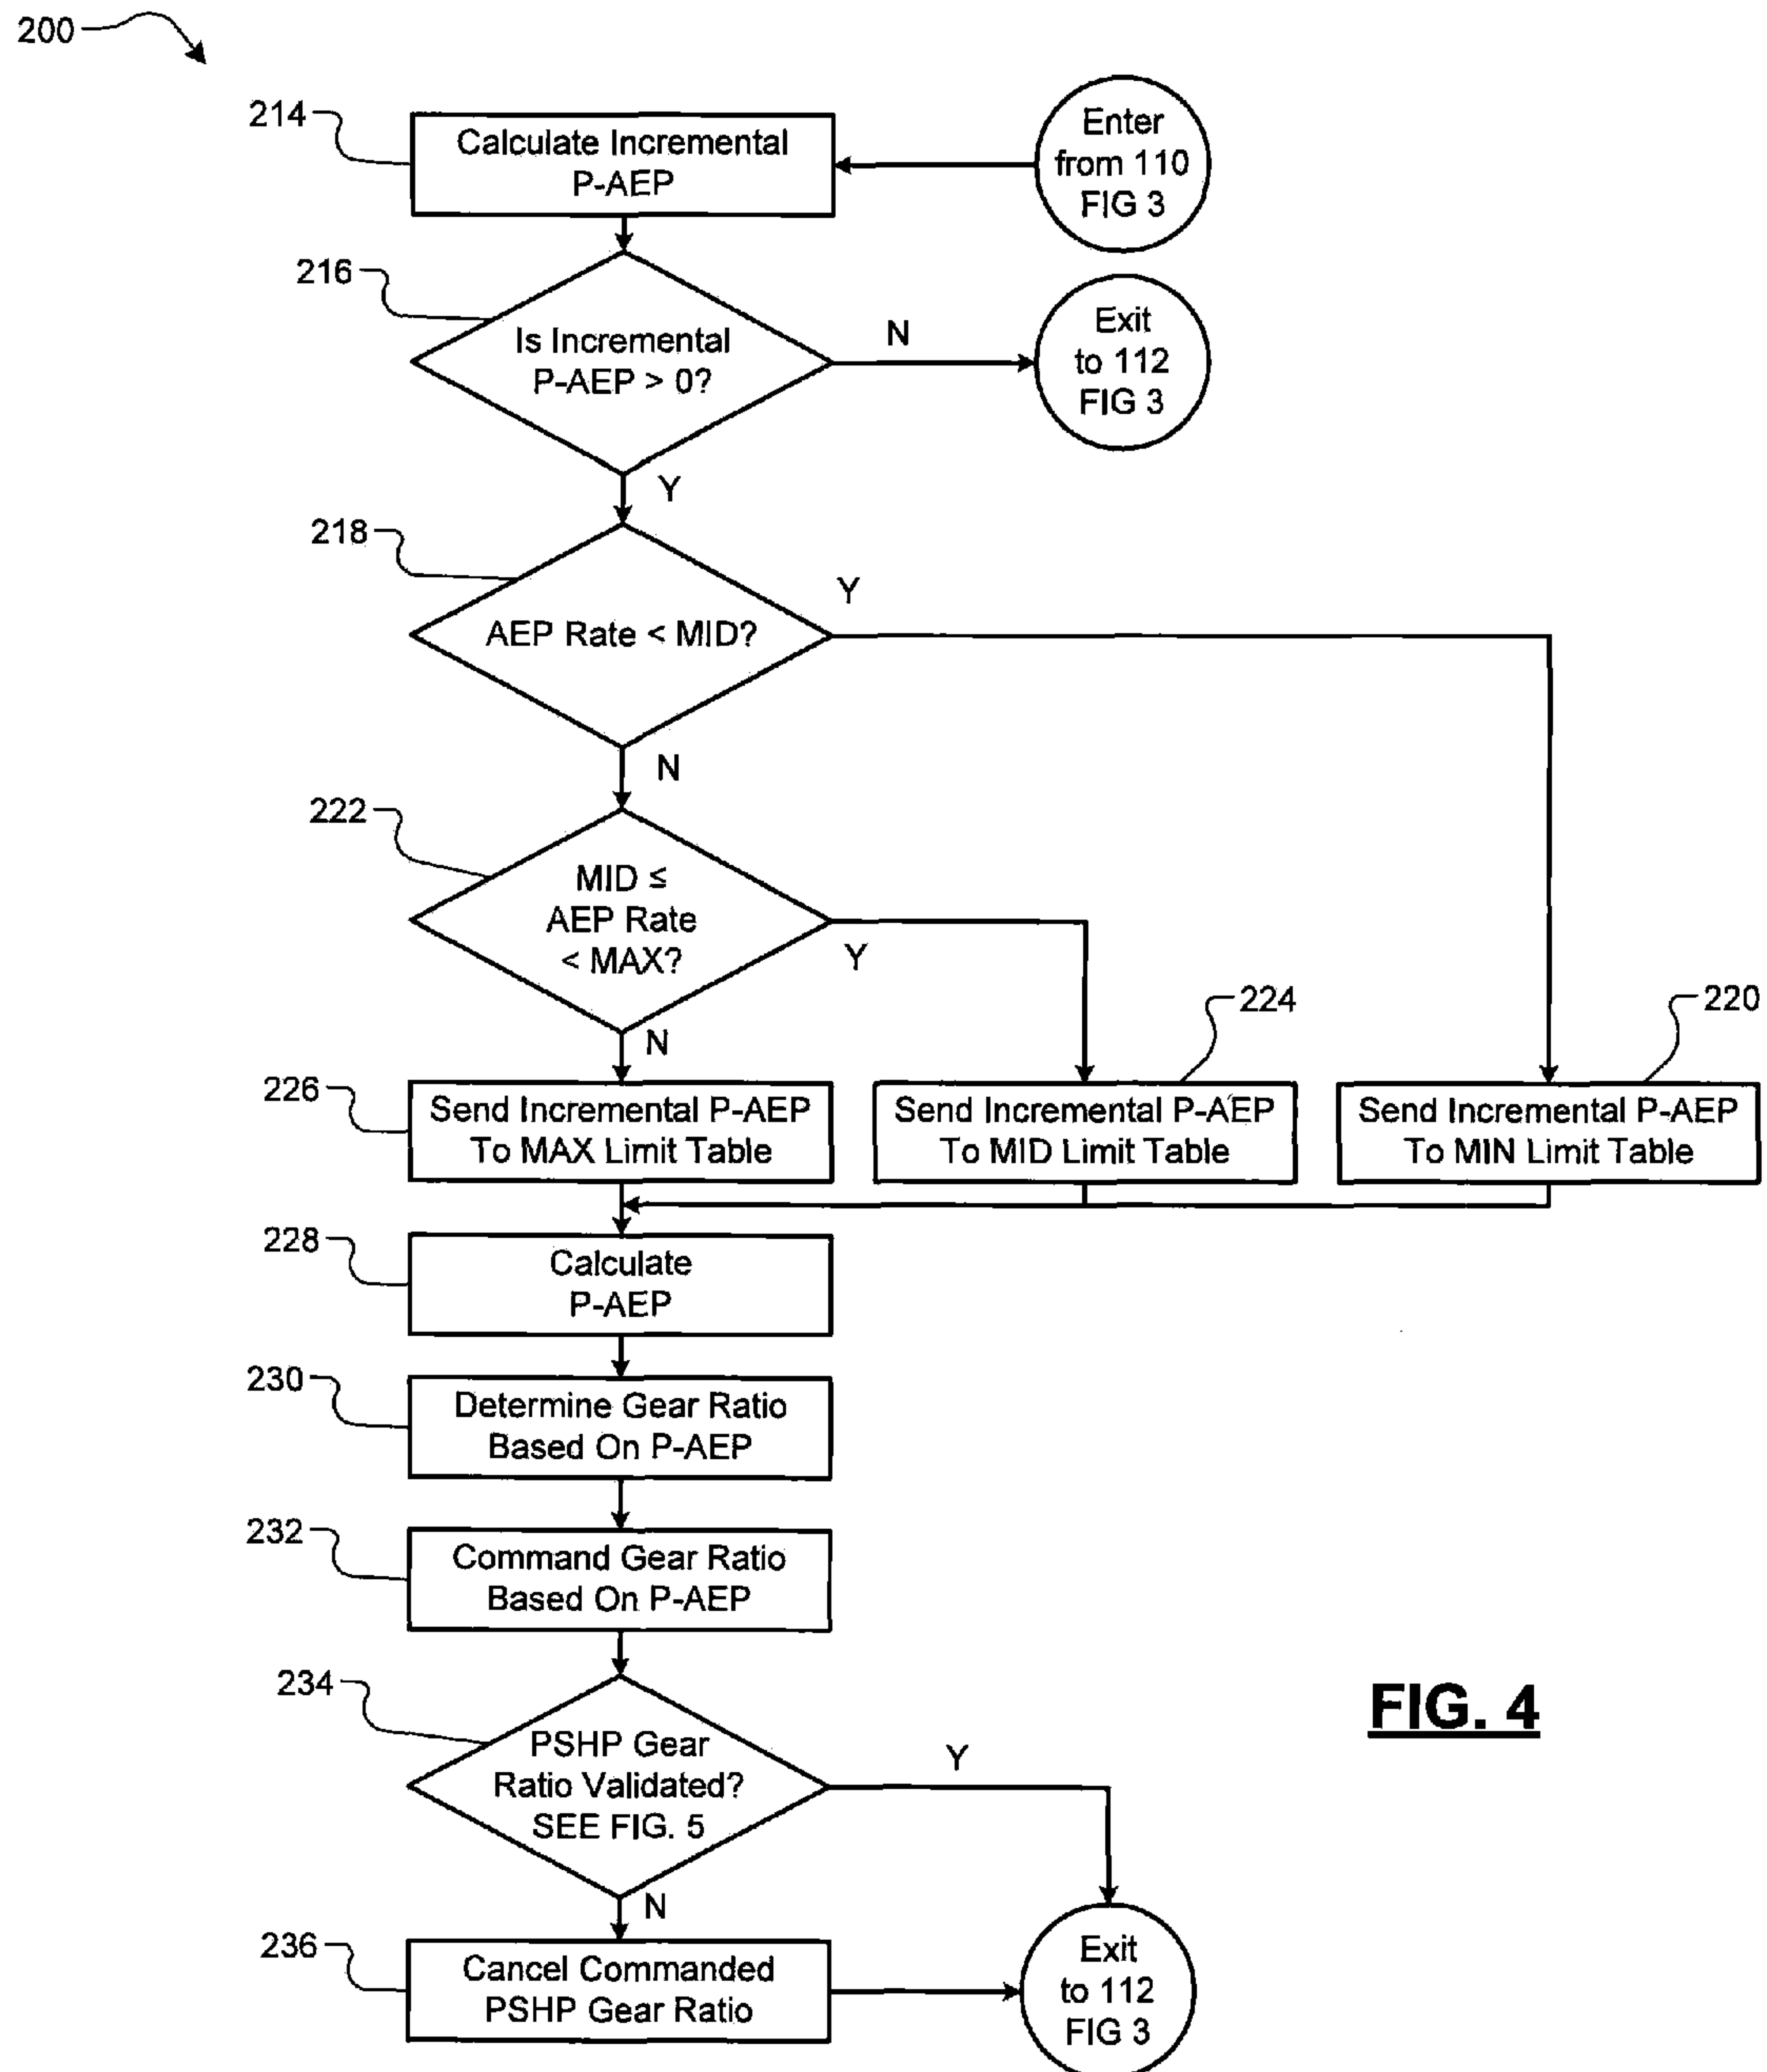 200
214
Calculate Incremental
P-AEP
Enter
from 110
FIG 3
216
Is Incremental
P-AEP > 0?
N
Exit
to 112
FIG 3
Y
218
AEP Rate < MID?
Y
N
222
MID ≤
AEP Rate
< MAX?
Y
N
224
220
226
Send Incremental P-AEP
To MAX Limit Table
Send Incremental P-AEP
To MID Limit Table
Send Incremental P-AEP
To MIN Limit Table
228
Calculate
P-AEP
230
Determine Gear Ratio
Based On P-AEP
232
Command Gear Ratio
Based On P-AEP
234
PSHP Gear
Ratio Validated?
SEE FIG. 5
Y
N
FIG. 4
236
Cancel Commanded
PSHP Gear Ratio
Exit
to 112
FIG 3